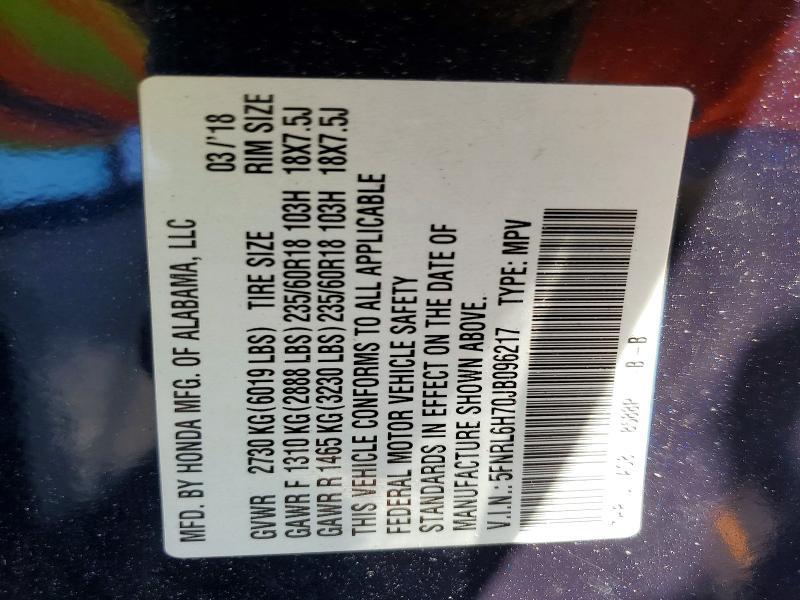 MFD. BY HONDA MFG. OF ALABAMA, LLC 03/'18
GVWR 2730 KG(6019 LBS) TIRE SIZE RIM SIZE
GAWR F 1310 KG(2888 LBS)235/60R18 103H 18X7.5J
GAWR R 1465 KG(3230 LBS)235/60R18 103H 18X7.5J
THIS VEHICLE CONFORMS TO ALL APPLICABLE
FEDERAL MOTOR VEHICLE SAFETY
STANDARDS IN EFFECT ON THE DATE OF
MANUFACTURE SHOWN ABOVE.
V.I.N.:5FNRL6H70JB096217 TYPE: MPV
B-B